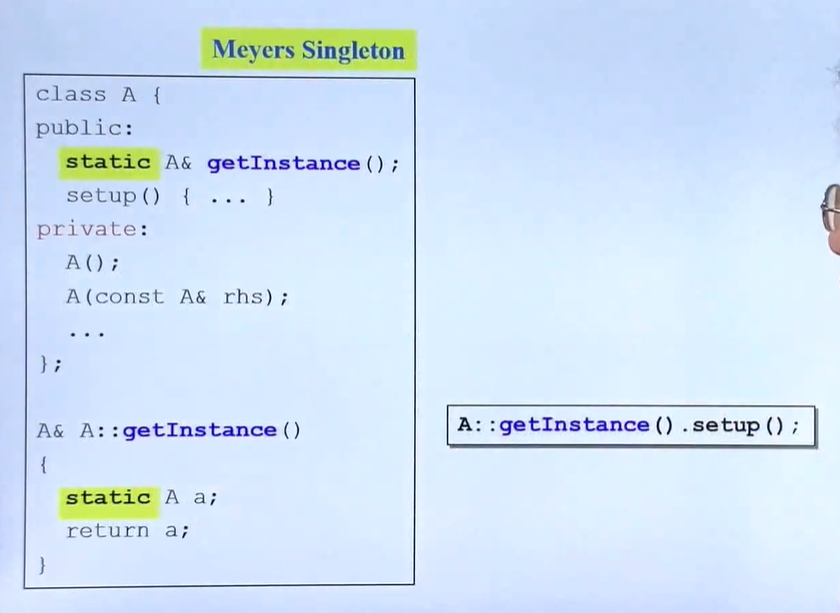 Meyers Singleton
class A {
public:
static A& getInstance();
setup() { ... }
private:
A();
A(const A& rhs);
...
};
A& A::getInstance()
{
static A a;
return a;
}
A::getInstance().setup();